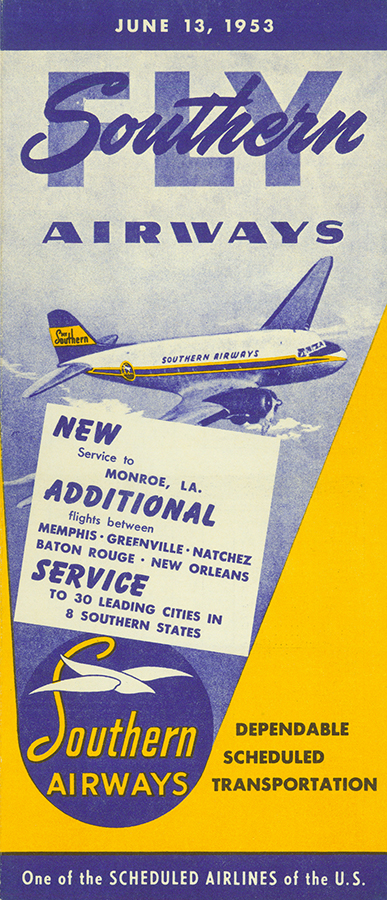 JUNE 13, 1953
FLY
Southern
AIRWAYS
Fly Southern
SOUTHERN AIRWAYS
NEW
Service to
MONROE, LA.
ADDITIONAL
flights between
MEMPHIS · GREENVILLE · NATCHEZ
BATON ROUGE · NEW ORLEANS
SERVICE
TO 30 LEADING CITIES IN
8 SOUTHERN STATES
Southern
AIRWAYS
DEPENDABLE
SCHEDULED
TRANSPORTATION
One of the SCHEDULED AIRLINES of the U.S.